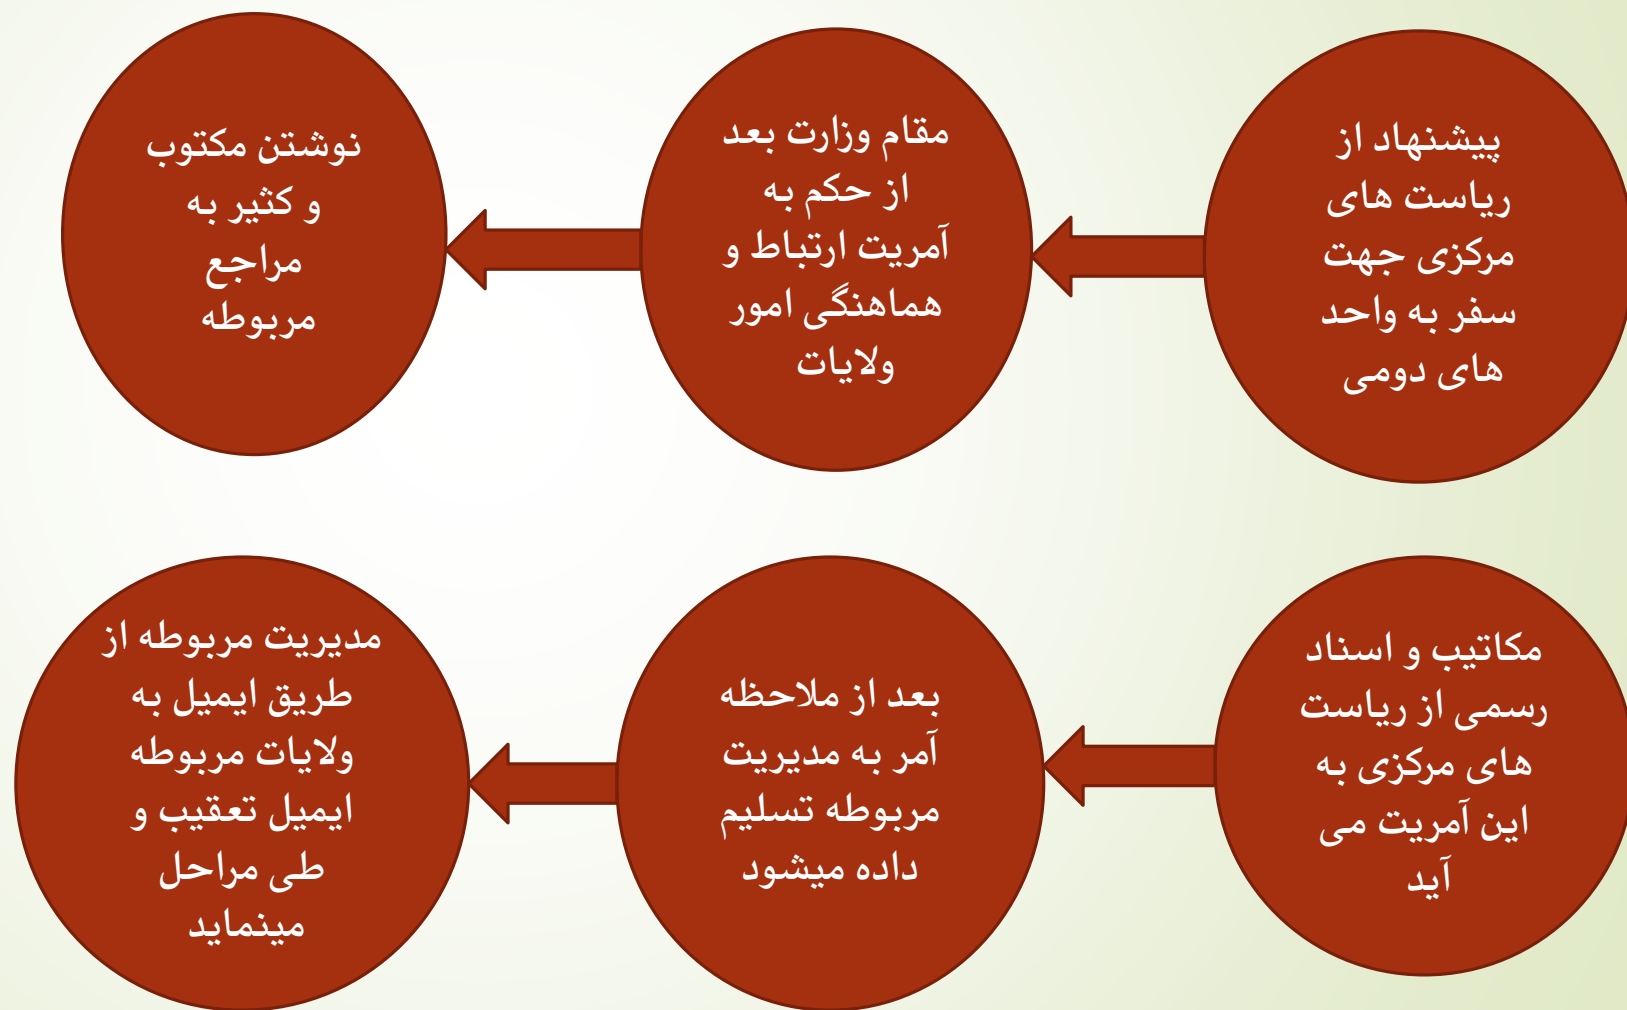 پیشنهاد از
ریاست های
مرکزی جهت
سفر به واحد
های دومی
مقام وزارت بعد
از حکم به
آمریت ارتباط و
هماهنگی امور
ولایات
نوشتن مکتوب
و کثیر به
مراجع
مربوطه
مکاتیب و اسناد
رسمی از ریاست
های مرکزی به
این آمریت می
آید
بعد از ملاحظه
آمر به مدیریت
مربوطه تسلیم
داده میشود
مدیریت مربوطه از
طریق ایمیل به
ولایات مربوطه
ایمیل تعقیب و
طی مراحل
مینماید